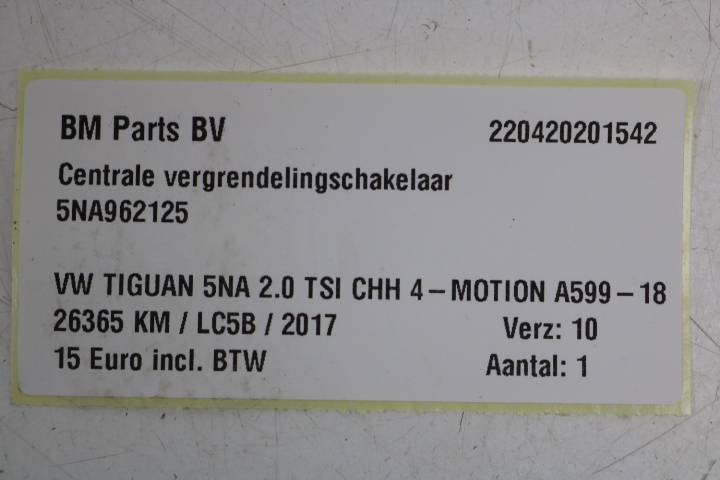 BM Parts BV 220420201542
Centrale vergrendelingschakelaar
5NA962125
VW TIGUAN 5NA 2.0 TSI CHH 4-MOTION A599-18
26365 KM / LC5B / 2017 Verz: 10
15 Euro incl. BTW Aantal: 1